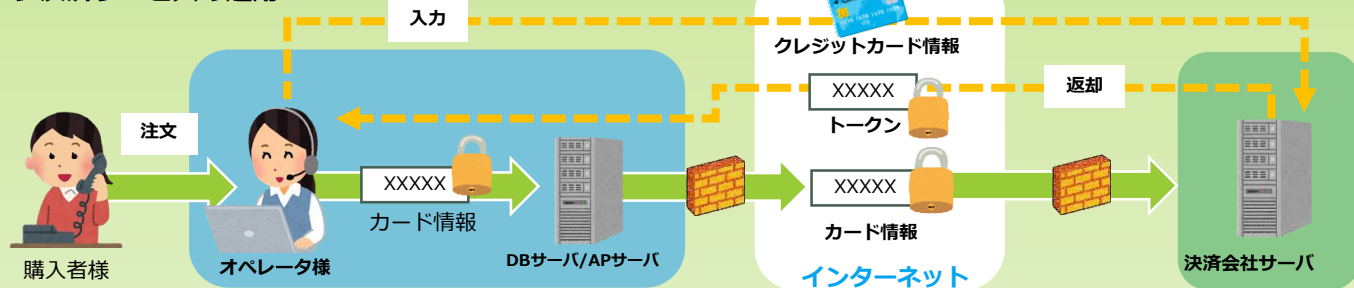 入力
クレジットカード情報
XXXXX
返却
トークン
注文
XXXXX
XXXXX
カード情報
カード情報
購入者様
オペレータ様
DBサーバ/APサーバ
インターネット
決済会社サーバ